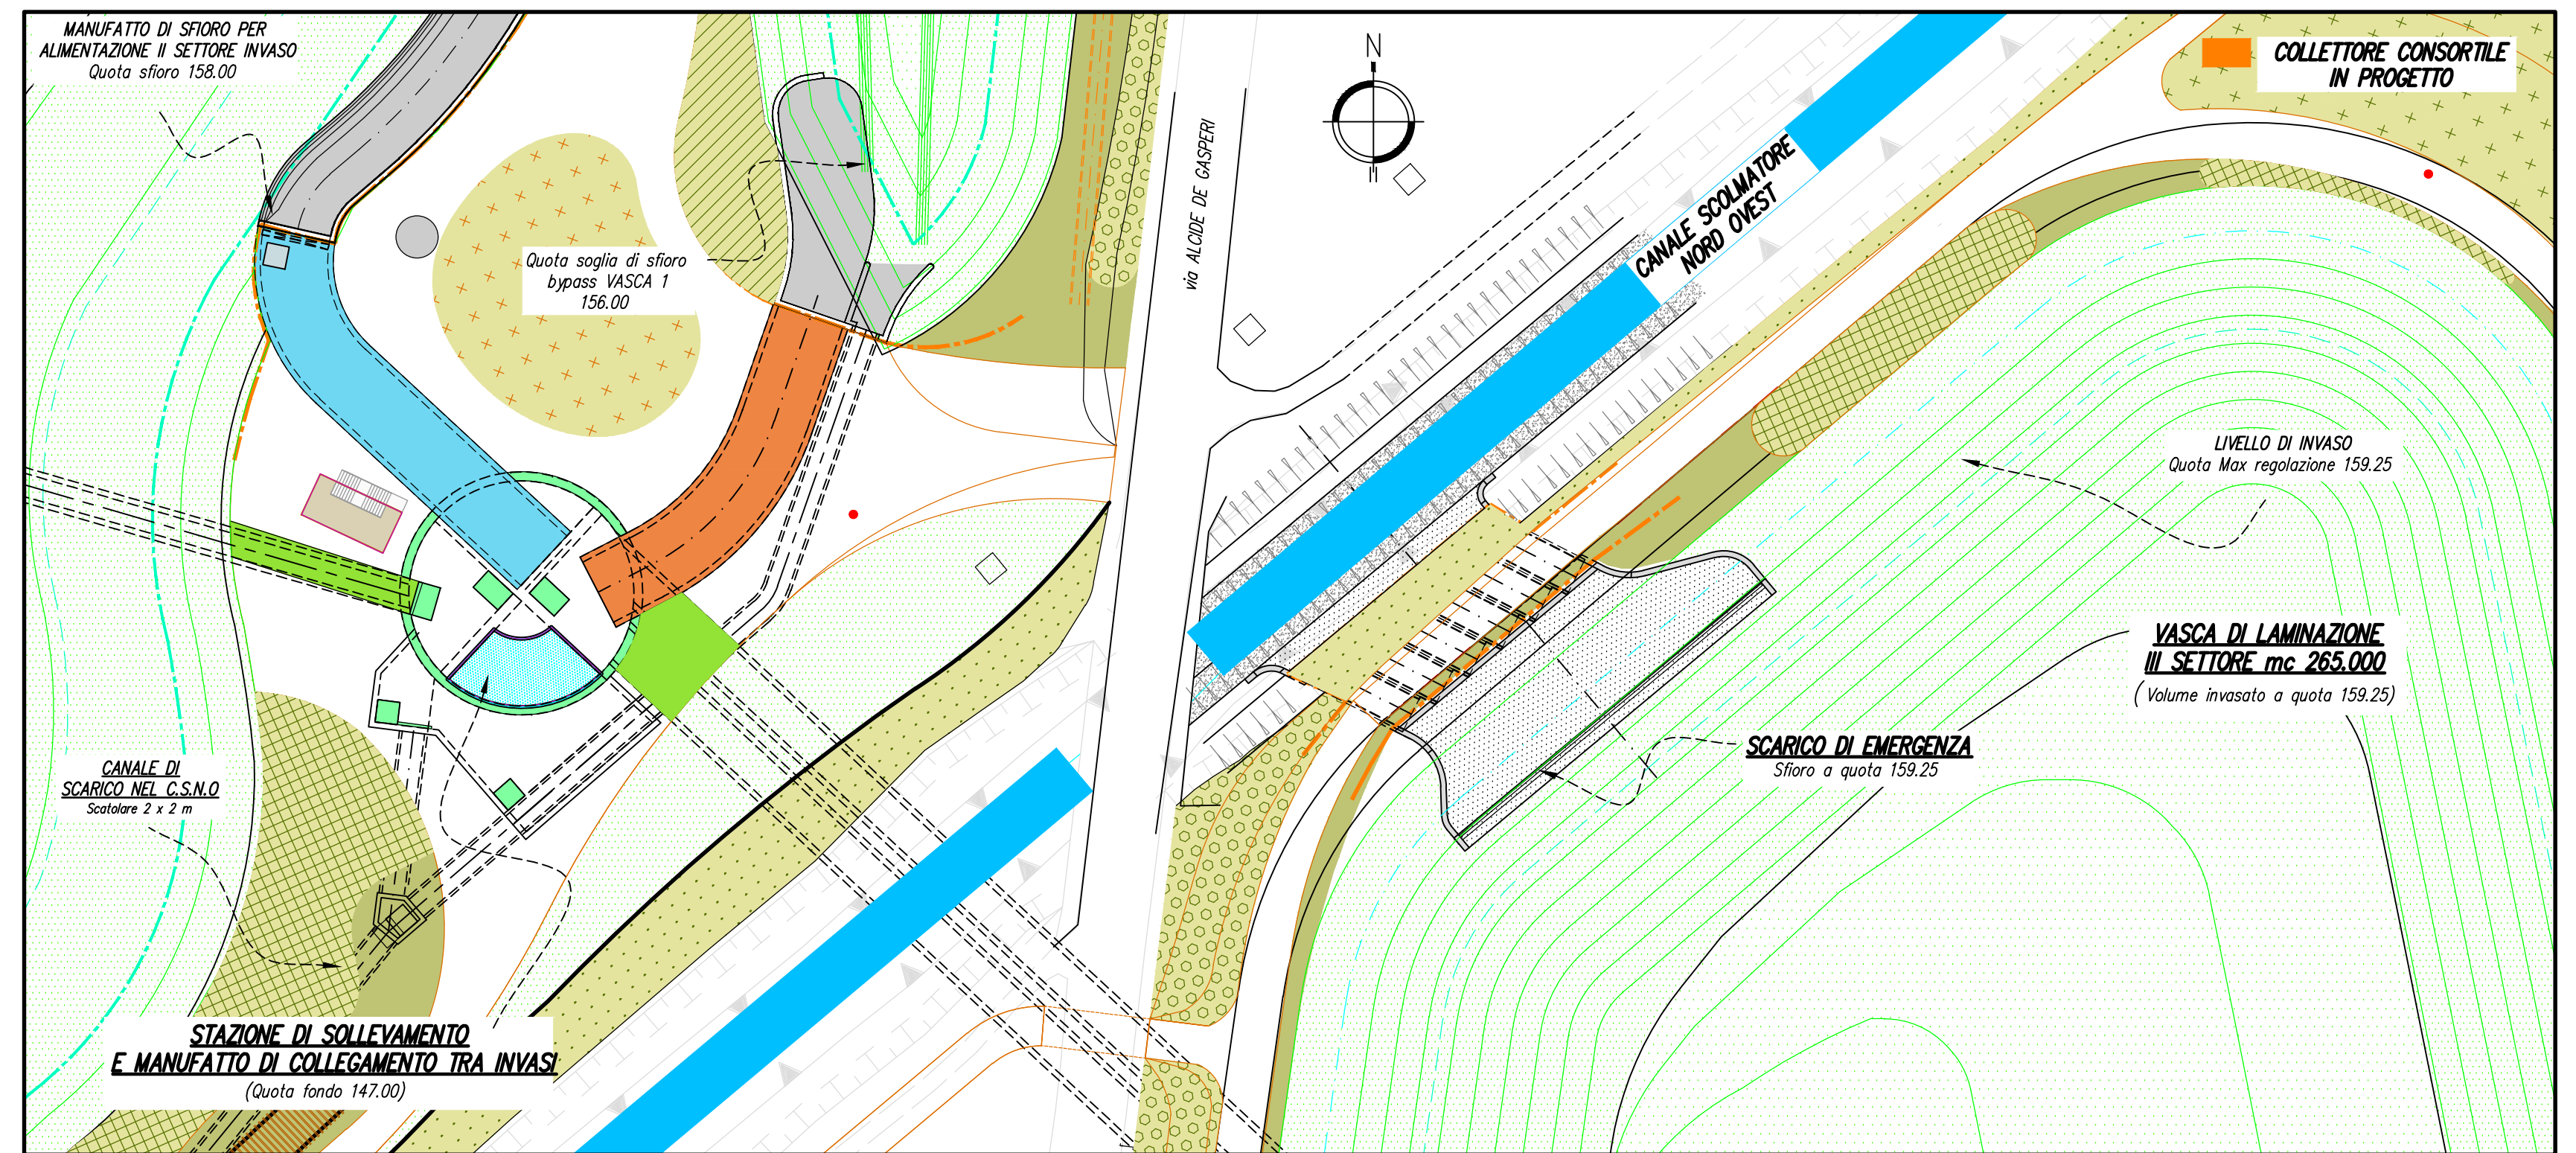 MANUFATTO DI SFIORO PER
ALIMENTAZIONE II SETTORE INVASO
Quota sfioro 158.00
N
COLLETTORE CONSORTILE
IN PROGETTO
via ALCIDE DE GASPERI
CANALE SCOLMATORE
NORD OVEST
Quota soglia di sfioro
bypass VASCA 1
156.00
LIVELLO DI INVASO
Quota Max regolazione 159.25
VASCA DI LAMINAZIONE
III SETTORE mc 265.000
( Volume invasato a quota 159.25)
SCARICO DI EMERGENZA
Sfioro a quota 159.25
CANALE DI
SCARICO NEL C.S.N.O
Scatolare 2 x 2 m
STAZIONE DI SOLLEVAMENTO
E MANUFATTO DI COLLEGAMENTO TRA INVASI
(Quota fondo 147.00)